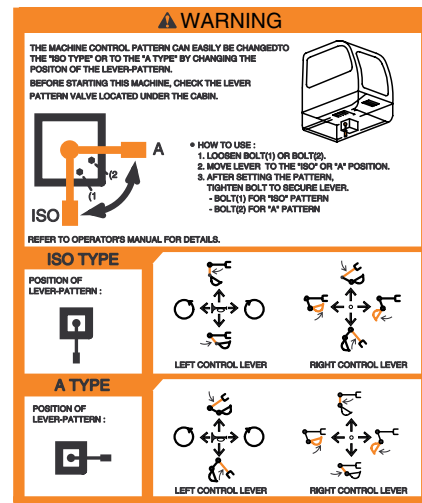 WARNING
THE MACHINE CONTROL PATTERN CAN EASILY BE CHANGEDTO
THE "ISO TYPE" OR TO THE "A TYPE" BY CHANGING THE
POSITON OF THE LEVER-PATTERN.
BEFORE STARTING THIS MACHINE, CHECK THE LEVER
PATTERN VALVE LOCATED UNDER THE CABIN.
A
(2
(1
ISO
• HOW TO USE :
1. LOOSEN BOLT(1) OR BOLT(2).
2. MOVE LEVER TO THE "ISO" OR "A" POSITION.
3. AFTER SETTING THE PATTERN,
TIGHTEN BOLT TO SECURE LEVER.
- BOLT(1) FOR "ISO" PATTERN
- BOLT(2) FOR "A" PATTERN
REFER TO OPERATOR'S MANUAL FOR DETAILS.
ISO TYPE
POSITION OF
LEVER-PATTERN :
LEFT CONTROL LEVER
RIGHT CONTROL LEVER
A TYPE
POSITION OF
LEVER-PATTERN :
LEFT CONTROL LEVER
RIGHT CONTROL LEVER